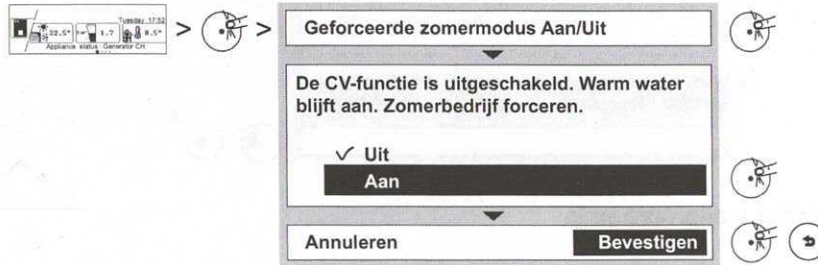 Tuesday 17:52
22.5° 1.7 8.5°
Appliance status: Generator CH
> >
Geforceerde zomermodus Aan/Uit
De CV-functie is uitgeschakeld. Warm water
blijft aan. Zomerbedrijf forceren.
✓ Uit
Aan
Annuleren Bevestigen